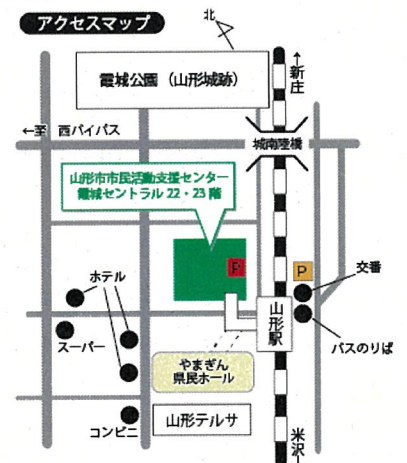 アクセスマップ
北
↑新庄
霞城公園（山形城跡）
←至 西バイパス
城南陸橋
山形市市民活動支援センター
霞城セントラル22・23階
P
P
交番
ホテル
山形駅
バスのりば
スーパー
やまぎん
県民ホール
山形テルサ
コンビニ
米沢↓